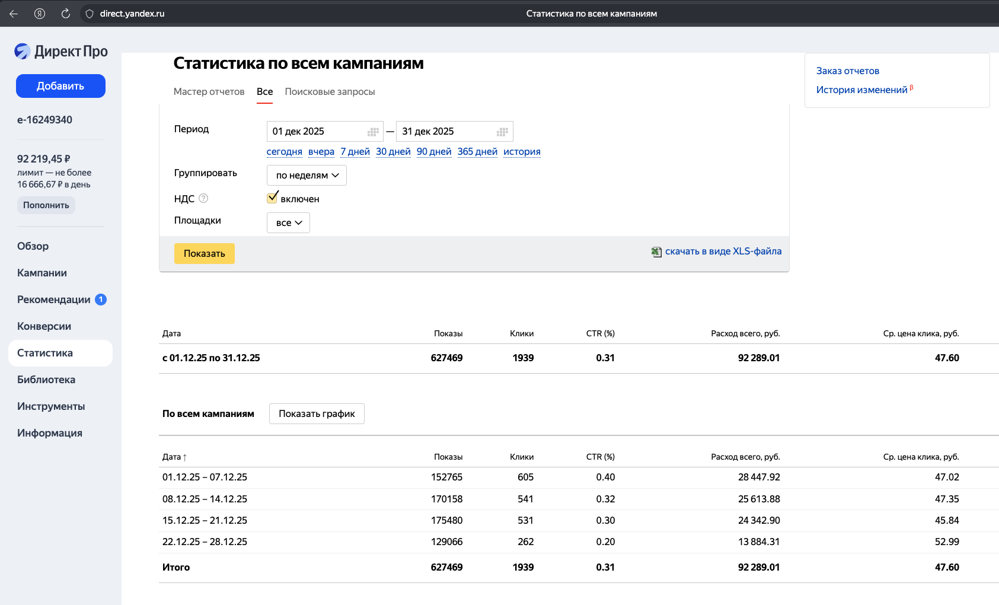 direct.yandex.ru
Статистика по всем кампаниям
Директ Про
Добавить
e-16249340
92 219,45 ₽
лимит — не более
16 666,67 ₽ в день
Пополнить
Обзор
Кампании
Рекомендации 1
Конверсии
Статистика
Библиотека
Инструменты
Информация
Статистика по всем кампаниям
Мастер отчетов Все Поисковые запросы
Период 01 дек 2025 — 31 дек 2025
сегодня вчера 7 дней 30 дней 90 дней 365 дней история
Группировать по неделям
НДС ? включен
Площадки все
Показать скачать в виде XLS-файла
Заказ отчетов
История изменений β
Дата Показы Клики CTR (%) Расход всего, руб. Ср. цена клика, руб.
с 01.12.25 по 31.12.25 627469 1939 0.31 92 289.01 47.60
По всем кампаниям Показать график
Дата ↑ Показы Клики CTR (%) Расход всего, руб. Ср. цена клика, руб.
01.12.25 – 07.12.25 152765 605 0.40 28 447.92 47.02
08.12.25 – 14.12.25 170158 541 0.32 25 613.88 47.35
15.12.25 – 21.12.25 175480 531 0.30 24 342.90 45.84
22.12.25 – 28.12.25 129066 262 0.20 13 884.31 52.99
Итого 627469 1939 0.31 92 289.01 47.60